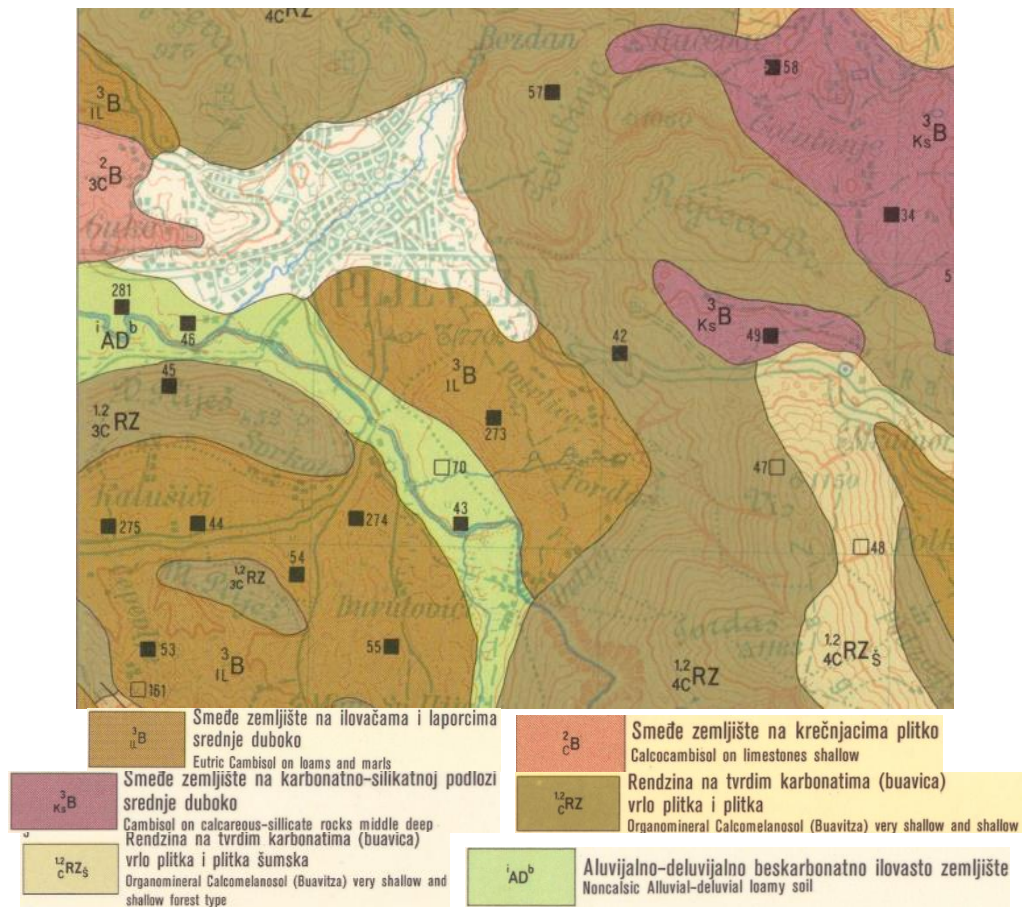 4C RZ
976
Bezdan
58
57
3 IL B
3 Ks B
2 3C B
34
PLJEVLJA
281
i AD b
46
42
3 Ks B
49
45
3 IL B
1.2 3C RZ
273
70
47
Kalušići
43
275
44
274
48
54
1.2 3C RZ
Durutovići
53
55
3 IL B
161
1.2 4C RZ
1.2 4C RZ Š
3 IL B
Smeđe zemljište na ilovačama i laporcima
srednje duboko
Eutric Cambisol on loams and marls
2 C B
Smeđe zemljište na krečnjacima plitko
Calcocambisol on limestones shallow
3 Ks B
Smeđe zemljište na karbonatno-silikatnoj podlozi
srednje duboko
Cambisol on calcareous-sillicate rocks middle deep
1.2 C RZ
Rendzina na tvrdim karbonatima (buavica)
vrlo plitka i plitka
Organomineral Calcomelanosol (Buavitza) very shallow and shallow
1.2 C RZ Š
Rendzina na tvrdim karbonatima (buavica)
vrlo plitka i plitka šumska
Organomineral Calcomelanosol (Buavitza) very shallow and
shallow forest type
i AD b
Aluvijalno-deluvijalno beskarbonatno ilovasto zemljište
Noncalsic Alluvial-deluvial loamy soil